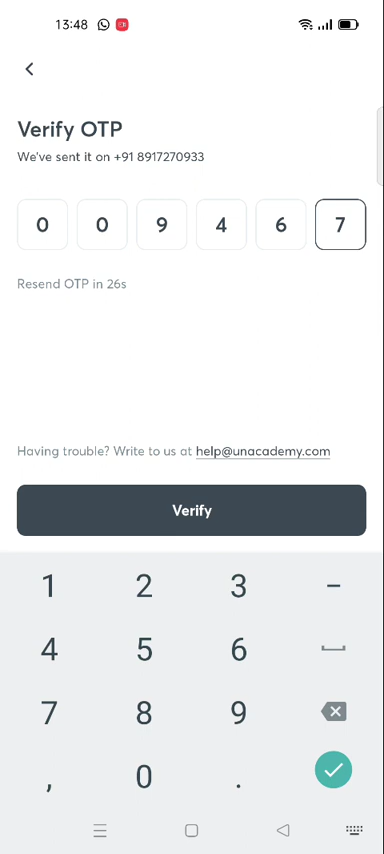 13:48
Verify OTP
We've sent it on +91 8917270933
0 0 9 4 6 7
Resend OTP in 26s
Having trouble? Write to us at help@unacademy.com
Verify
1 2 3 –
4 5 6
7 8 9
, 0 .